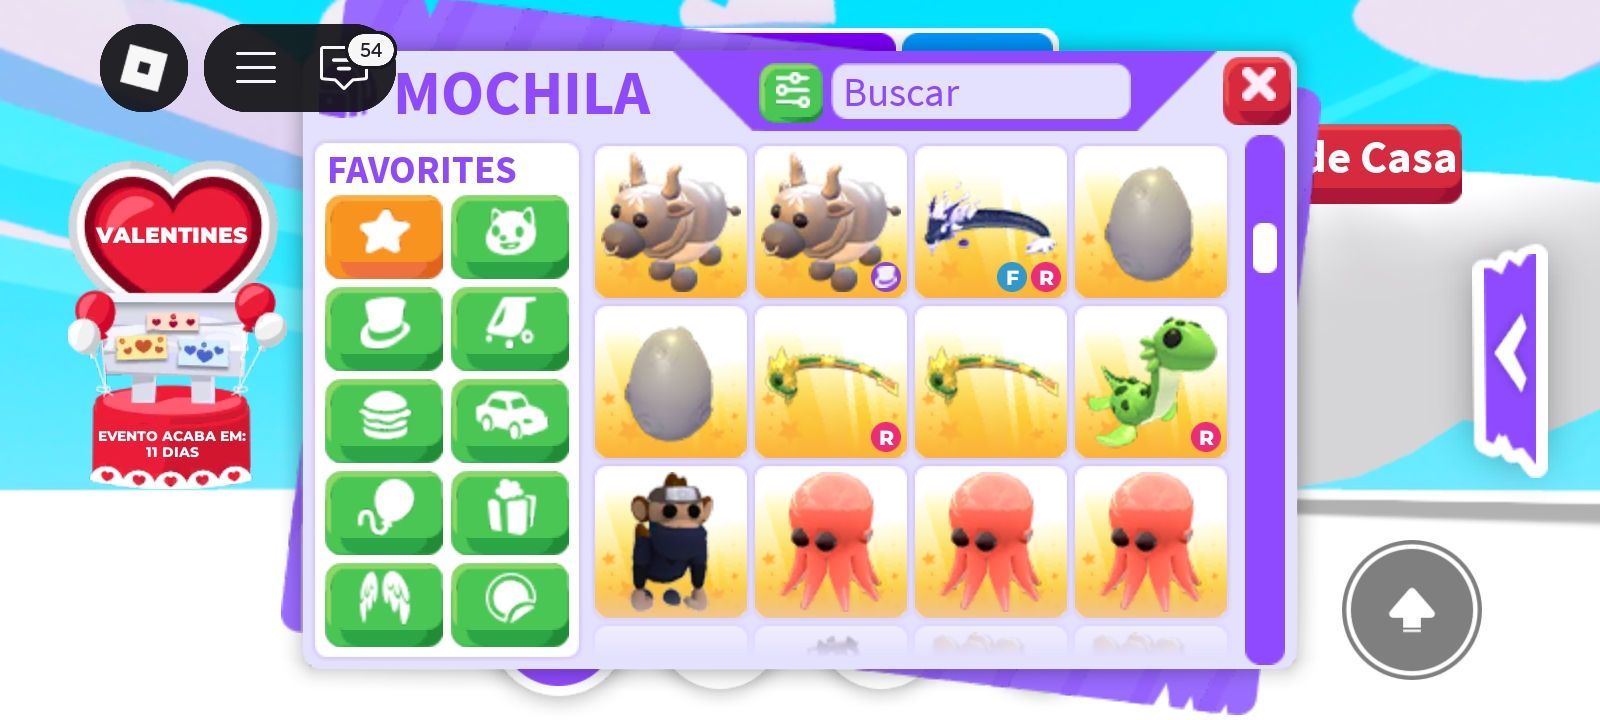 54
MOCHILA
Buscar
FAVORITES
de Casa
VALENTINES
EVENTO ACABA EM:
11 DIAS
F R
R
R